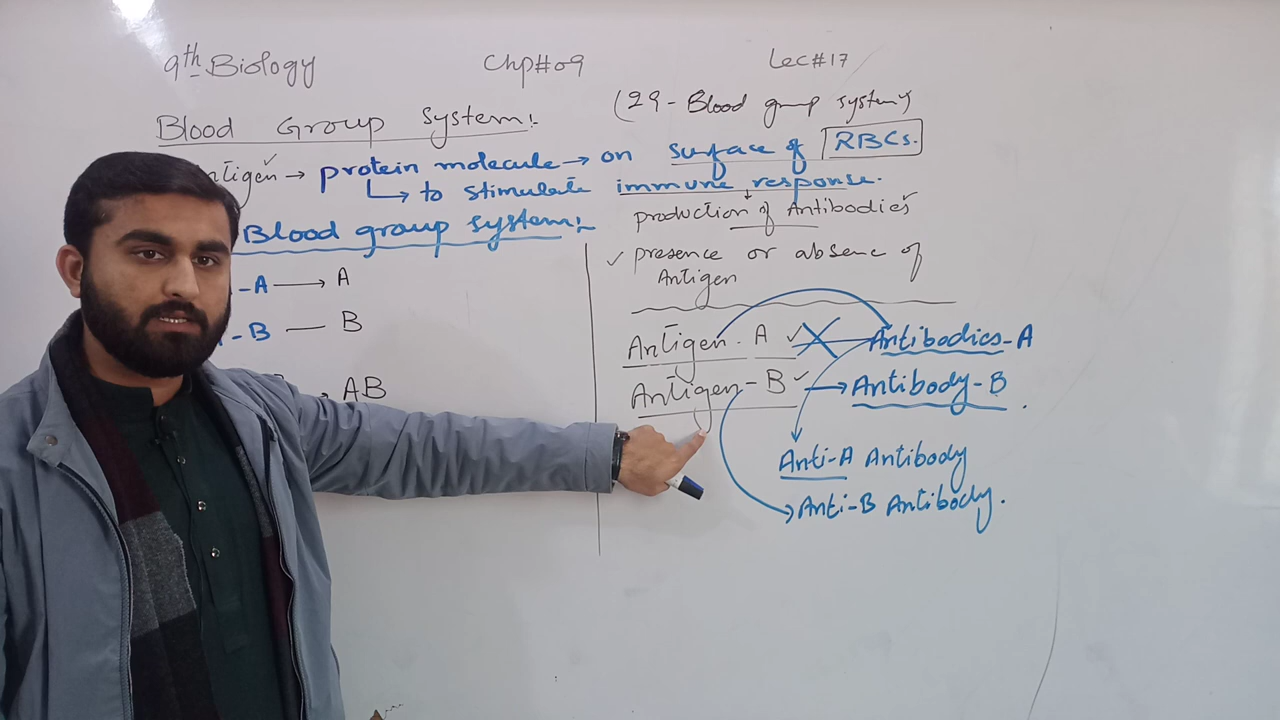 9th Biology Chp#09 Lec#17
Blood Group System:
(29 - Blood group system)
ntigen → protein molecule → on surface of RBCs.
↳ to stimulate immune response.
production of Antibodies
Blood group system:
✓ presence or absence of
Antigen
-A → A
-B — B
AB
Antigen - A ✓ Antibodies-A
Antigen - B ✓ → Antibody-B
Anti-A Antibody
Anti-B Antibody.